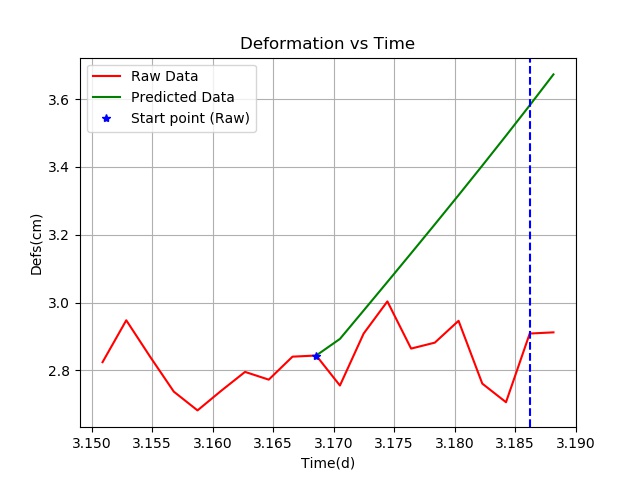 Deformation vs Time
Raw Data
Predicted Data
Start point (Raw)
3.6
3.4
3.2
3.0
2.8
Defs(cm)
3.150 3.155 3.160 3.165 3.170 3.175 3.180 3.185 3.190
Time(d)